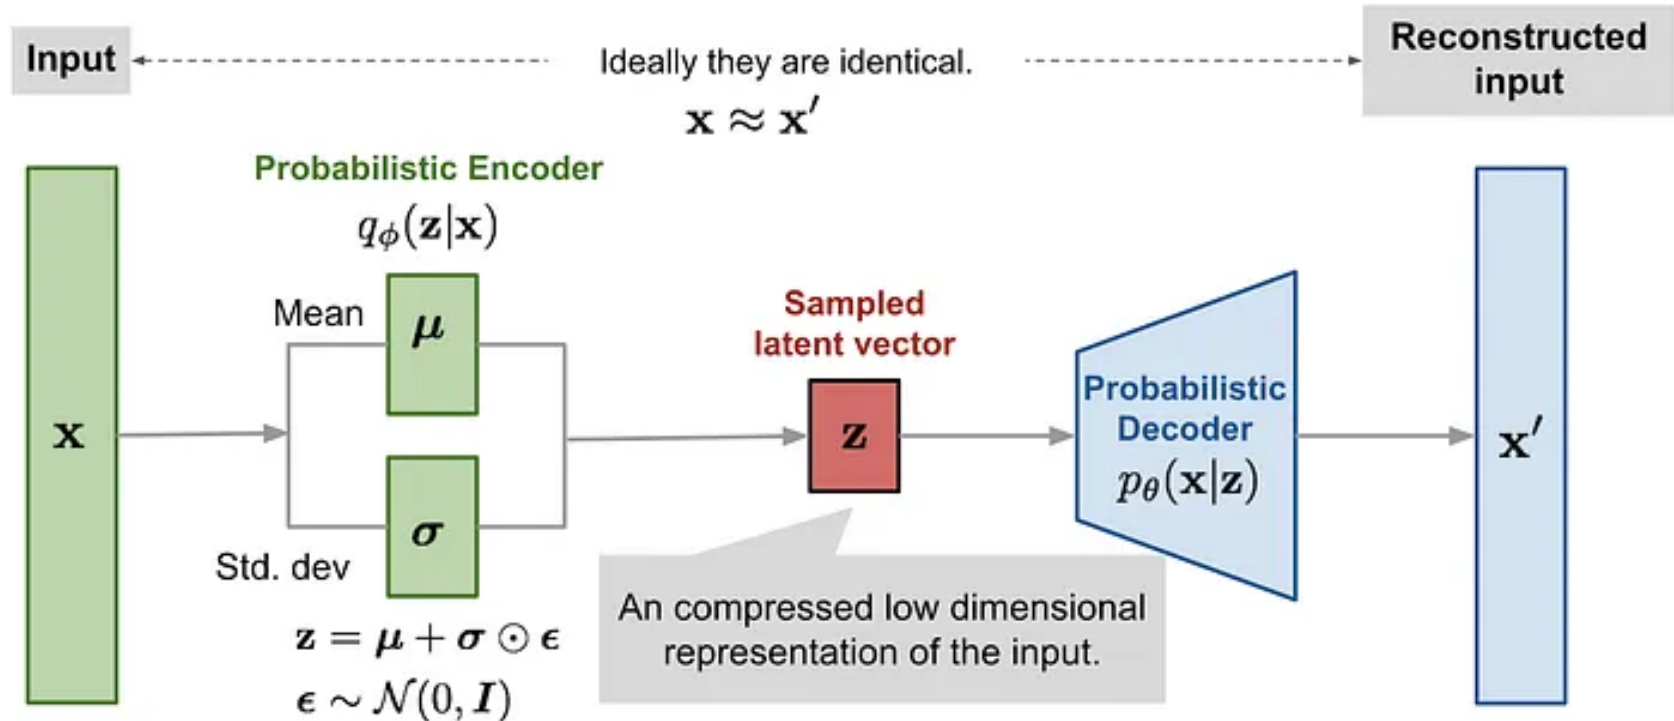 Input
Ideally they are identical.
x ≈ x′
Reconstructed
input
Probabilistic Encoder
qϕ(z|x)
Mean
μ
σ
Std. dev
z = μ + σ ⊙ ϵ
ϵ ∼ 𝒩(0, I)
x
Sampled
latent vector
z
An compressed low dimensional
representation of the input.
Probabilistic
Decoder
pθ(x|z)
x′